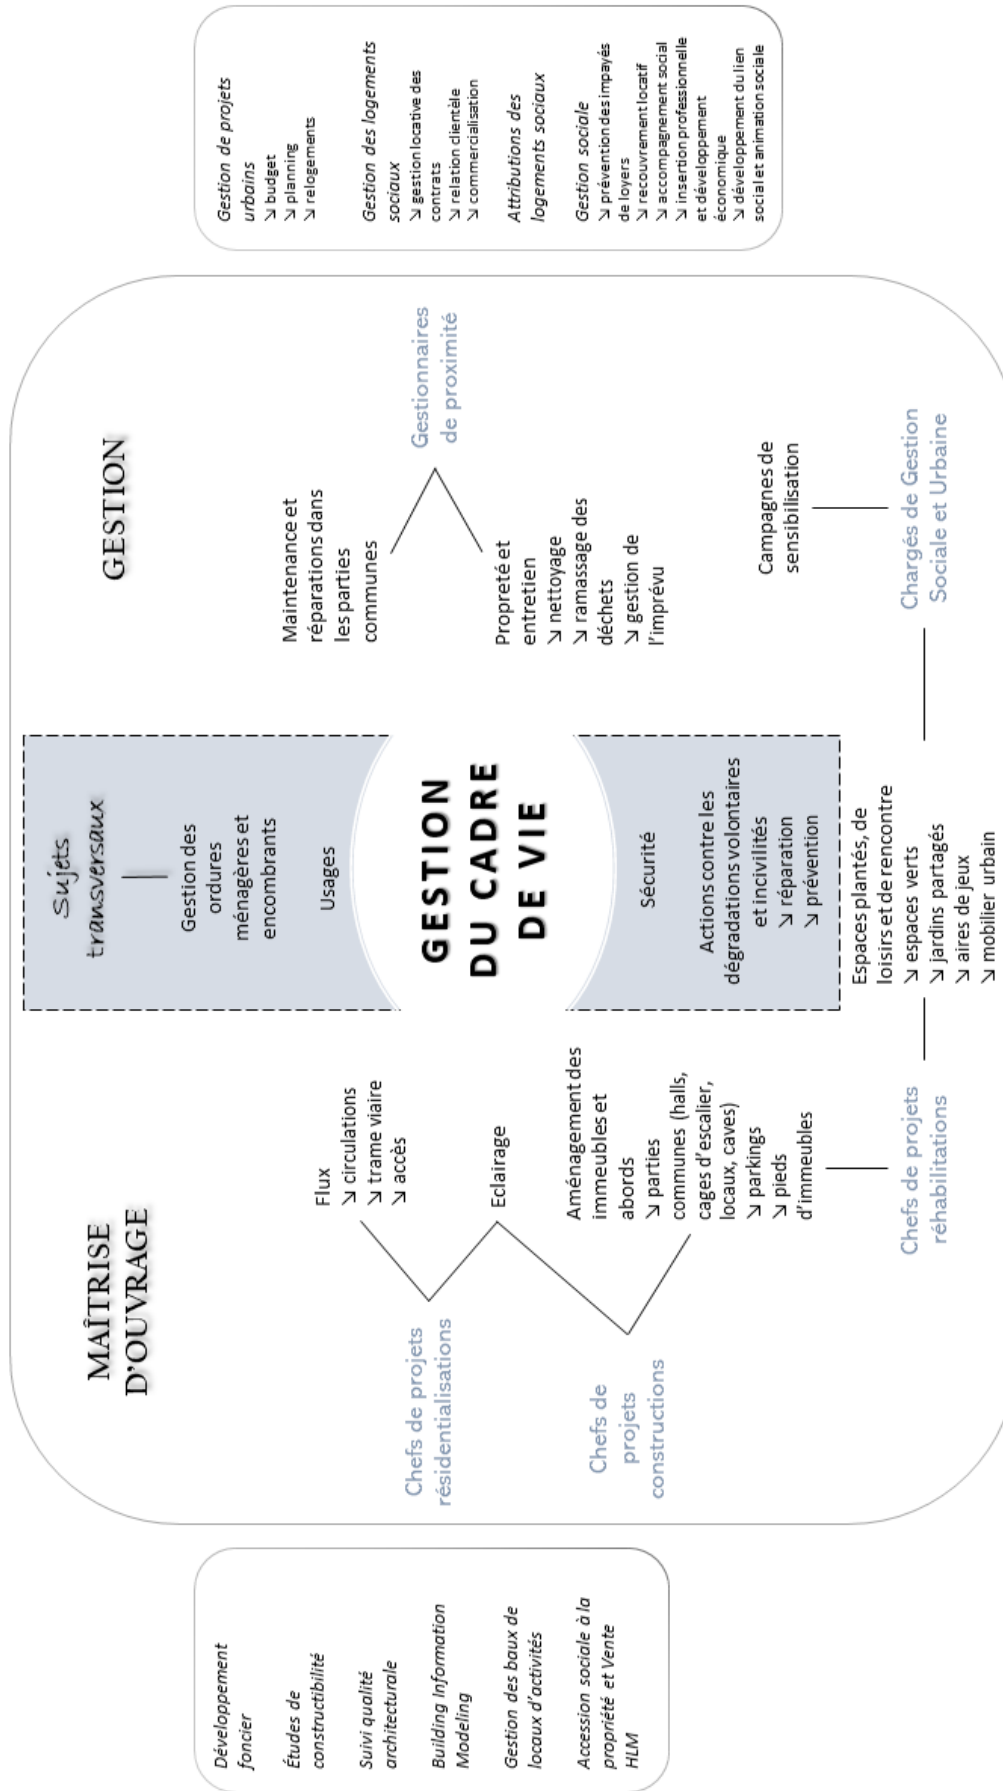 Développement
foncier
Études de
constructibilité
Suivi qualité
architecturale
Building Information
Modeling
Gestion des baux de
locaux d'activités
Accession sociale à la
propriété et Vente
HLM
MAÎTRISE
D'OUVRAGE
Flux
↘ circulations
↘ trame viaire
↘ accès
Chefs de projets
résidentialisations
Eclairage
Chefs de
projets
constructions
Aménagement des
immeubles et
abords
↘ parties
communes (halls,
cages d'escalier,
locaux, caves)
↘ parkings
↘ pieds
d'immeubles
Chefs de projets
réhabilitations
Sujets
transversaux
Gestion des
ordures
ménagères et
encombrants
Usages
GESTION
DU CADRE
DE VIE
Sécurité
Actions contre les
dégradations volontaires
et incivilités
↘ réparation
↘ prévention
Espaces plantés, de
loisirs et de rencontre
↘ espaces verts
↘ jardins partagés
↘ aires de jeux
↘ mobilier urbain
GESTION
Maintenance et
réparations dans
les parties
communes
Gestionnaires
de proximité
Propreté et
entretien
↘ nettoyage
↘ ramassage des
déchets
↘ gestion de
l'imprévu
Campagnes de
sensibilisation
Chargés de Gestion
Sociale et Urbaine
Gestion de projets
urbains
↘ budget
↘ planning
↘ relogements
Gestion des logements
sociaux
↘ gestion locative des
contrats
↘ relation clientèle
↘ commercialisation
Attributions des
logements sociaux
Gestion sociale
↘ prévention des impayés
de loyers
↘ recouvrement locatif
↘ accompagnement social
↘ insertion professionnelle
et développement
économique
↘ développement du lien
social et animation sociale